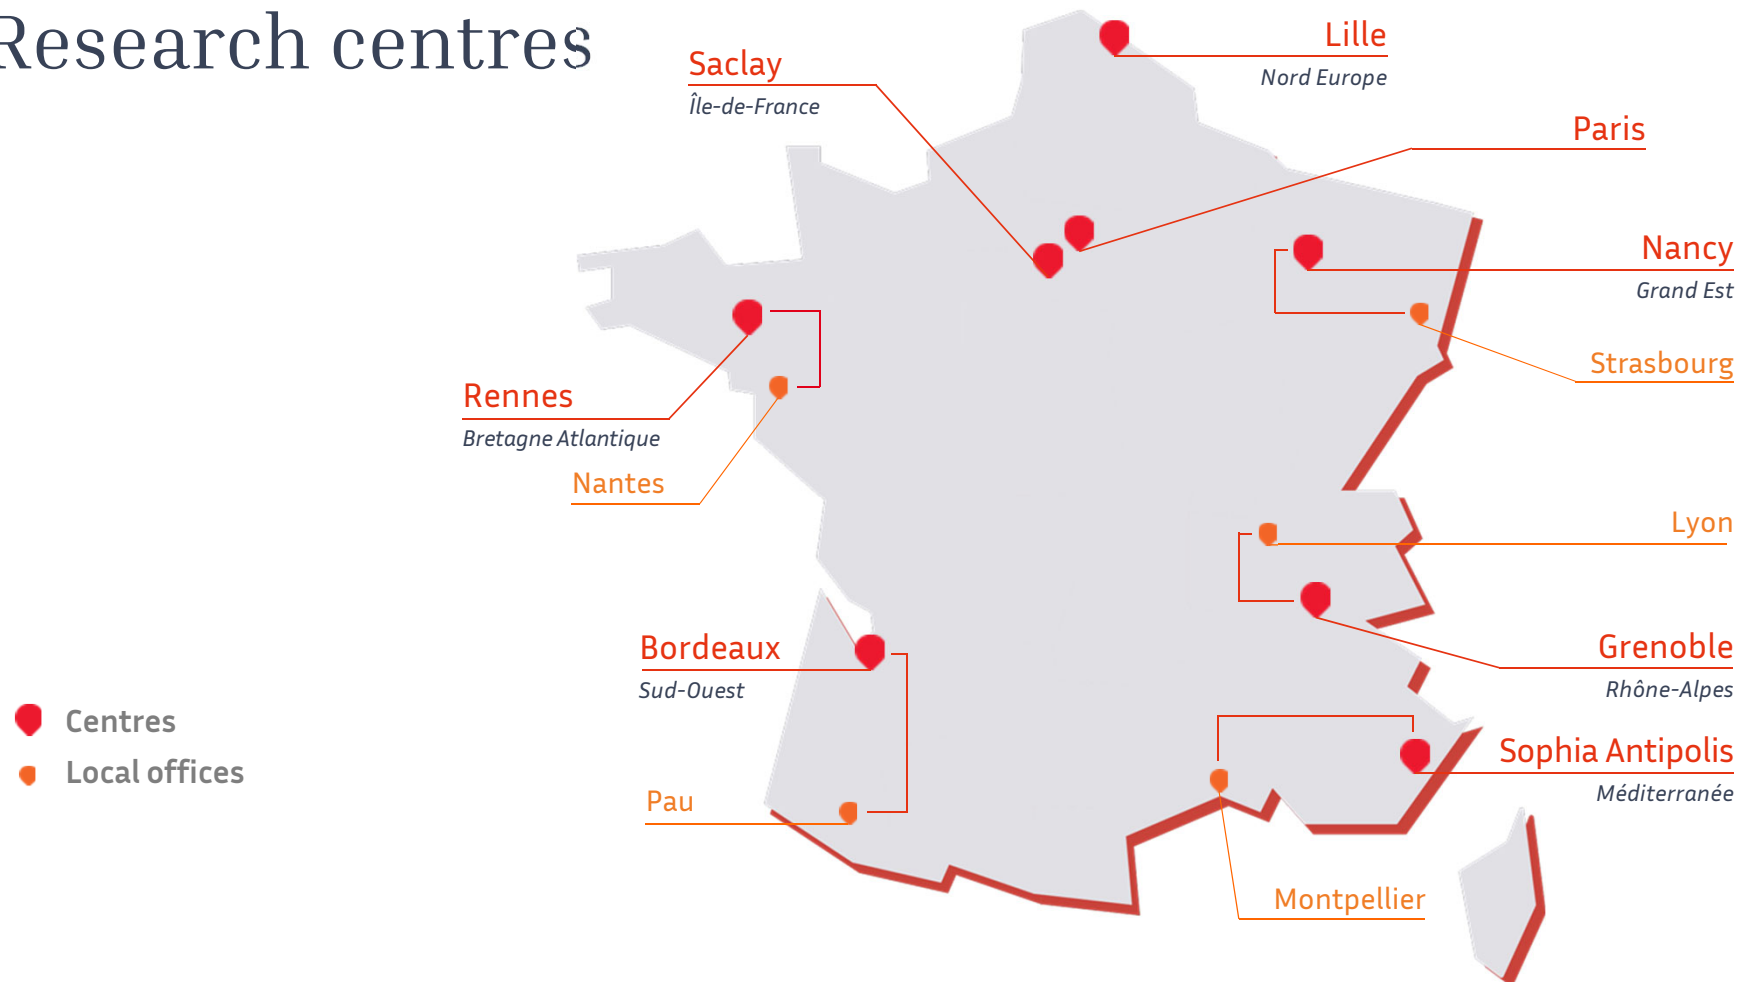 Research centres
Lille
Nord Europe
Saclay
Île-de-France
Paris
Nancy
Grand Est
Strasbourg
Rennes
Bretagne Atlantique
Nantes
Lyon
Bordeaux
Sud-Ouest
Grenoble
Rhône-Alpes
Centres
Local offices
Sophia Antipolis
Méditerranée
Pau
Montpellier